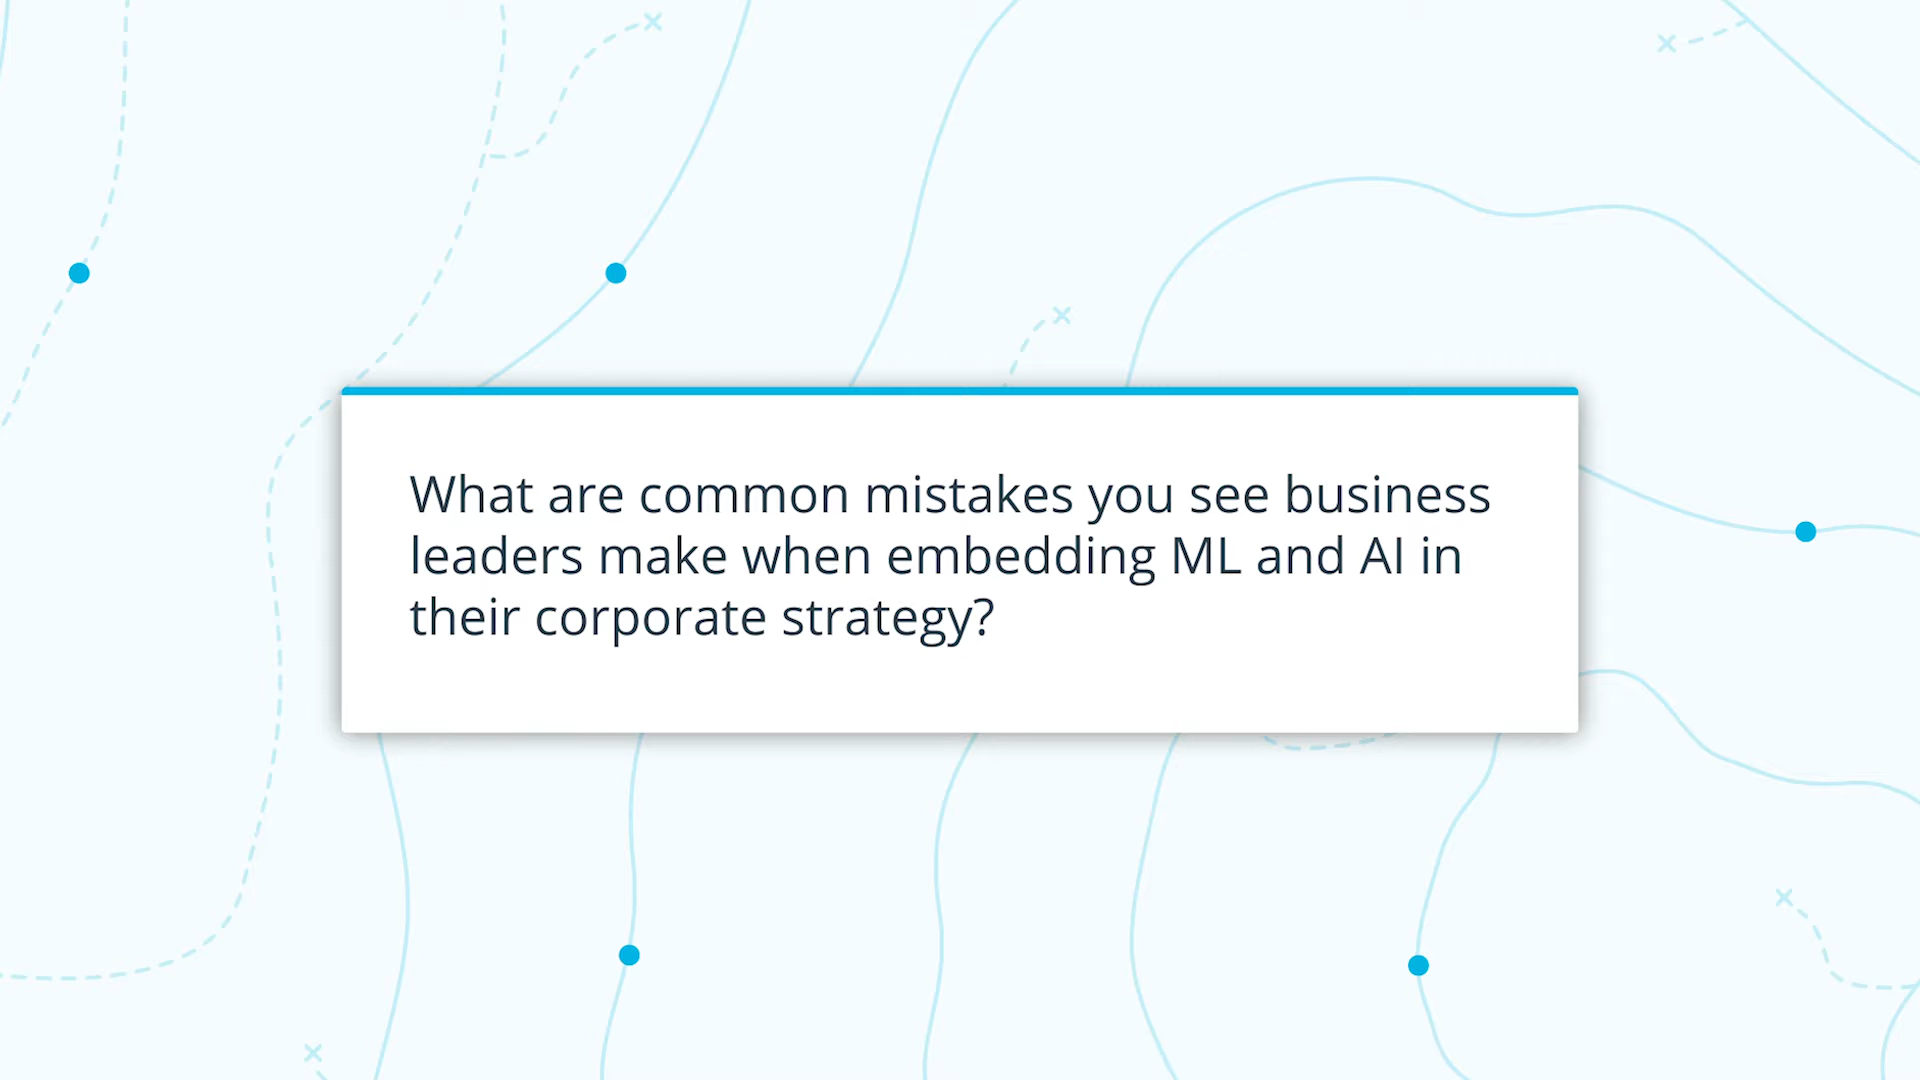 What are common mistakes you see business
leaders make when embedding ML and AI in
their corporate strategy?